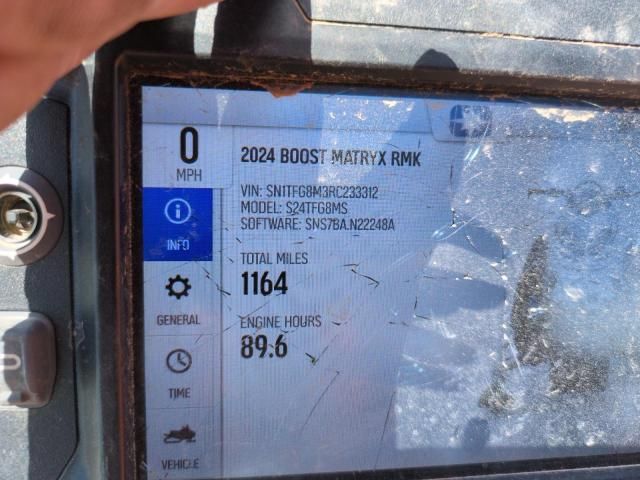 0
MPH
INFO
GENERAL
TIME
VEHICLE
2024 BOOST MATRYX RMK
VIN: SN1TFG8M3RC233312
MODEL: S24TFG8MS
SOFTWARE: SNS7BA.N22248A
TOTAL MILES
1164
ENGINE HOURS
89.6